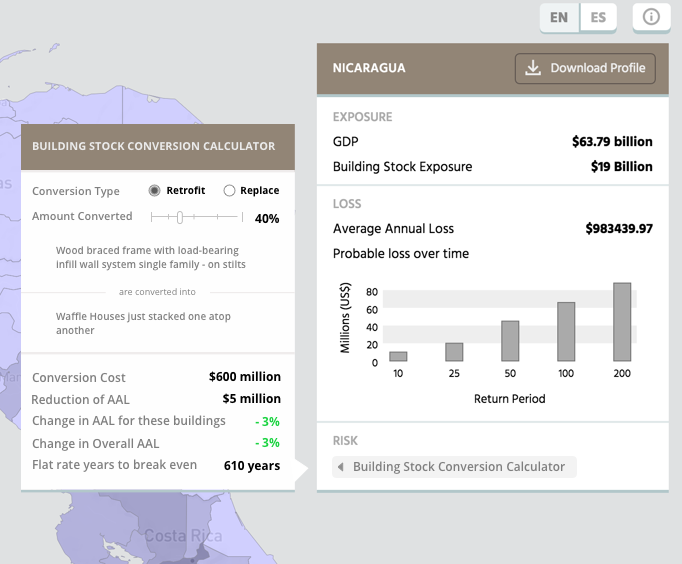 EN
ES
NICARAGUA
Download Profile
EXPOSURE
GDP
$63.79 billion
Building Stock Exposure
$19 Billion
LOSS
Average Annual Loss
$983439.97
Probable loss over time
Millions (US$)
80
60
40
20
0
10
25
50
100
200
Return Period
RISK
Building Stock Conversion Calculator
BUILDING STOCK CONVERSION CALCULATOR
Conversion Type
Retrofit
Replace
Amount Converted
40%
Wood braced frame with load-bearing
infill wall system single family - on stilts
are converted into
Waffle Houses just stacked one atop
another
Conversion Cost
$600 million
Reduction of AAL
$5 million
Change in AAL for these buildings
- 3%
Change in Overall AAL
- 3%
Flat rate years to break even
610 years
Costa Rica